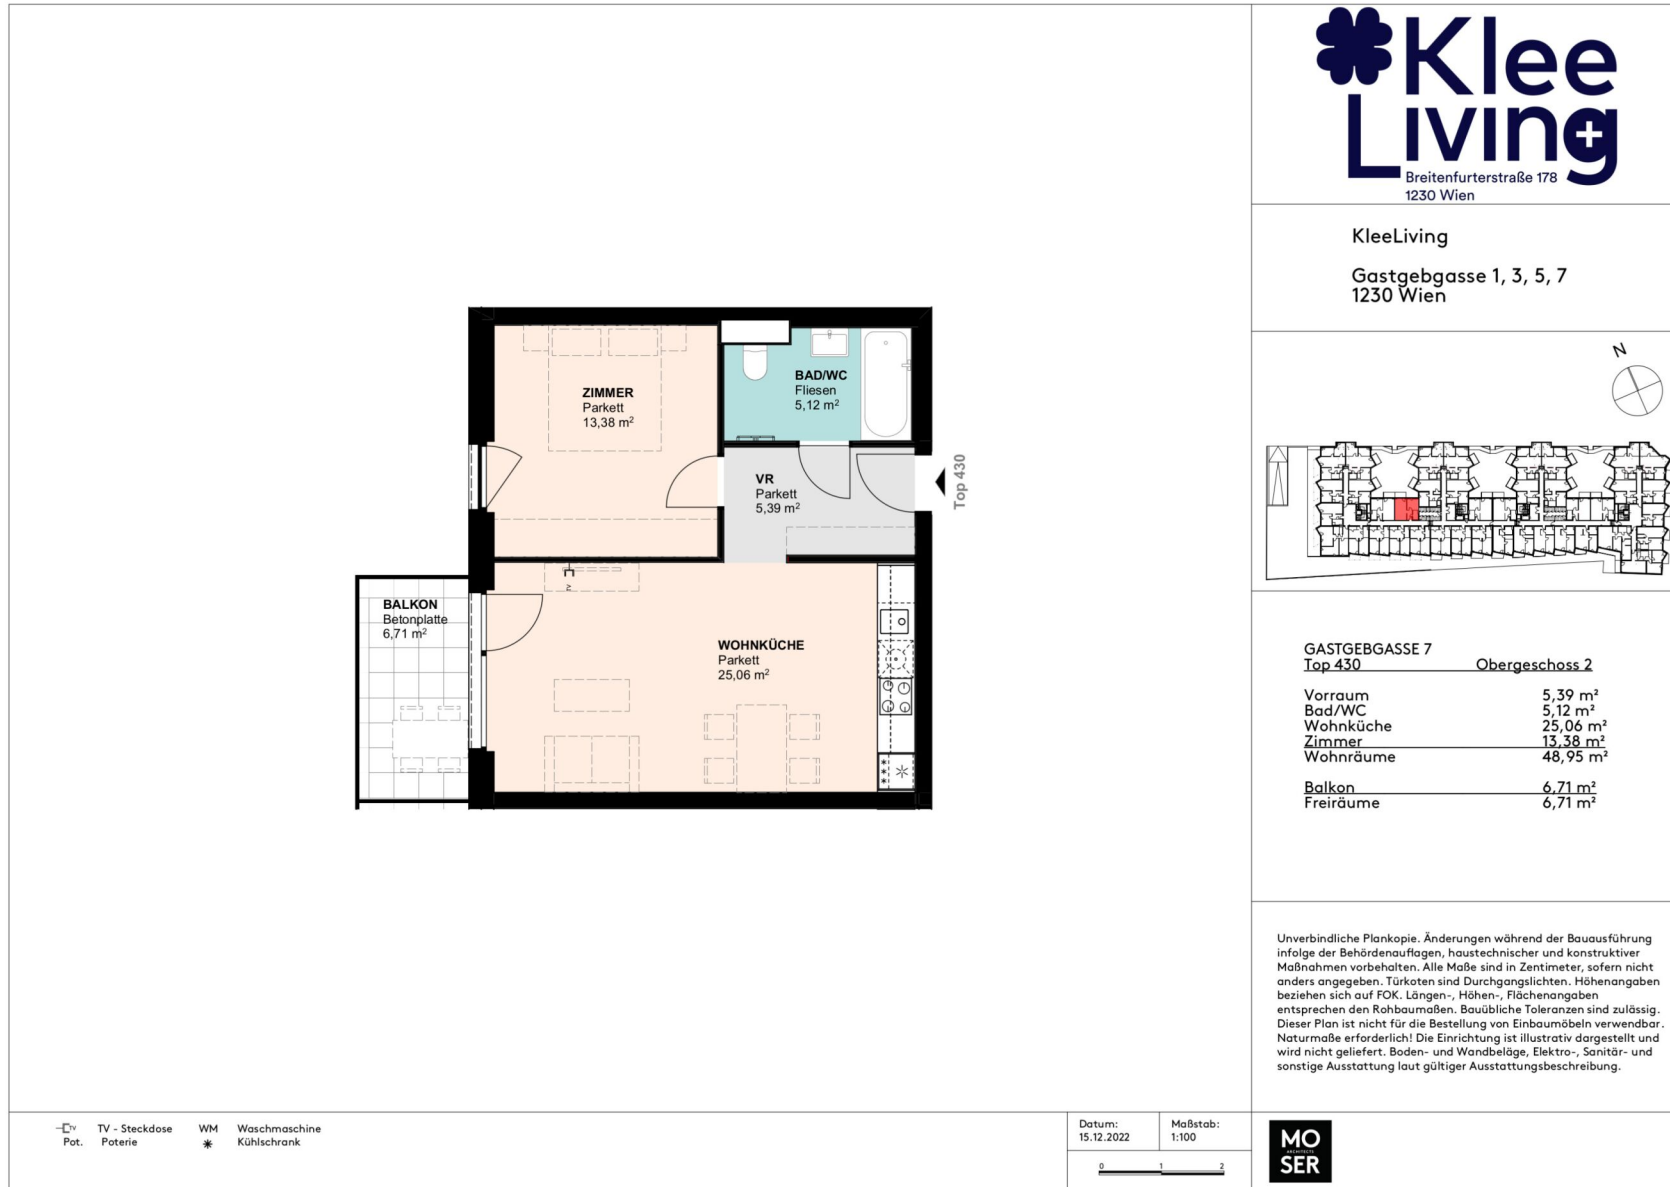 Klee
Living
Breitenfurterstraße 178
1230 Wien
KleeLiving
Gastgebgasse 1, 3, 5, 7
1230 Wien
N
ZIMMER
Parkett
13,38 m²
BAD/WC
Fliesen
5,12 m²
VR
Parkett
5,39 m²
Top 430
BALKON
Betonplatte
6,71 m²
TV
WOHNKÜCHE
Parkett
25,06 m²
GASTGEBGASSE 7
Top 430 Obergeschoss 2
Vorraum 5,39 m²
Bad/WC 5,12 m²
Wohnküche 25,06 m²
Zimmer 13,38 m²
Wohnräume 48,95 m²
Balkon 6,71 m²
Freiräume 6,71 m²
Unverbindliche Plankopie. Änderungen während der Bauausführung
infolge der Behördenauflagen, haustechnischer und konstruktiver
Maßnahmen vorbehalten. Alle Maße sind in Zentimeter, sofern nicht
anders angegeben. Türkoten sind Durchgangslichten. Höhenangaben
beziehen sich auf FOK. Längen-, Höhen-, Flächenangaben
entsprechen den Rohbaumaßen. Bauübliche Toleranzen sind zulässig.
Dieser Plan ist nicht für die Bestellung von Einbaumöbeln verwendbar.
Naturmaße erforderlich! Die Einrichtung ist illustrativ dargestellt und
wird nicht geliefert. Boden- und Wandbeläge, Elektro-, Sanitär- und
sonstige Ausstattung laut gültiger Ausstattungsbeschreibung.
TV TV - Steckdose WM Waschmaschine
Pot. Poterie Kühlschrank
Datum: Maßstab:
15.12.2022 1:100
0 1 2
MO
ARCHITECTS
SER